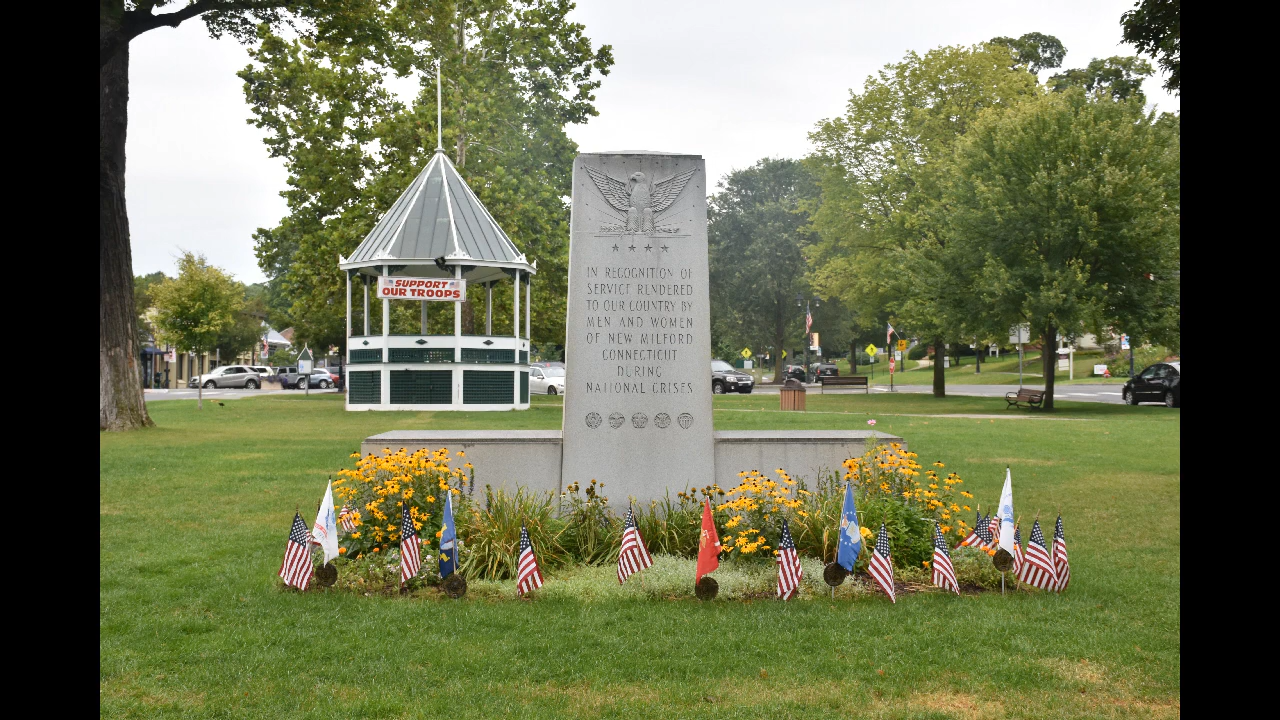 SUPPORT
OUR TROOPS
IN RECOGNITION OF
SERVICE RENDERED
TO OUR COUNTRY BY
MEN AND WOMEN
OF NEW MILFORD
CONNECTICUT
DURING
NATIONAL CRISES